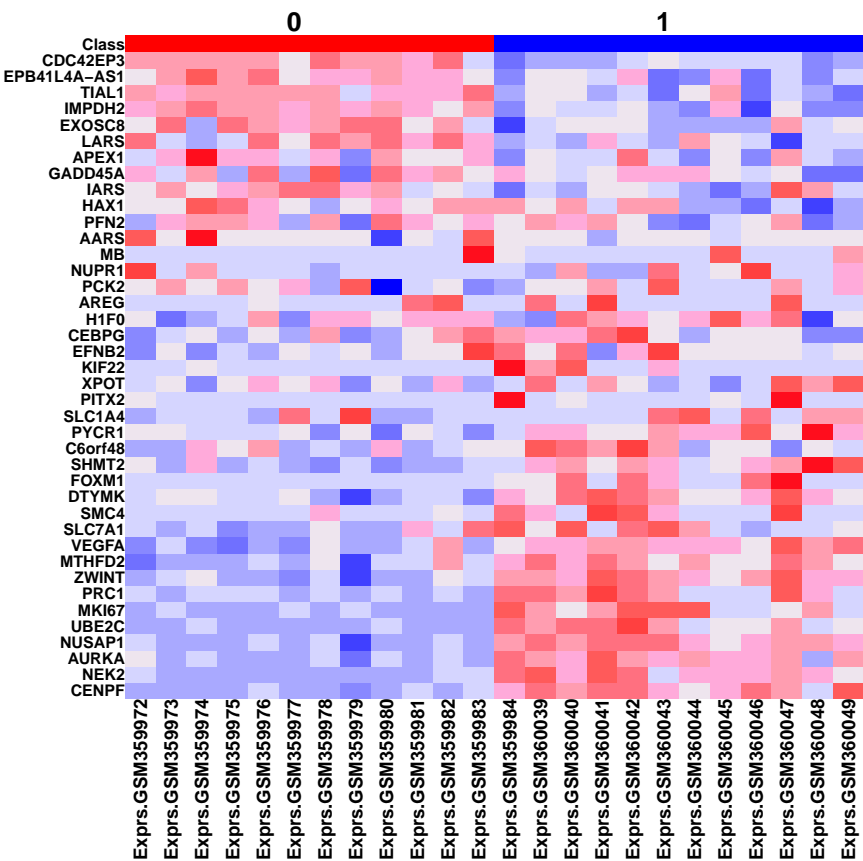 0 1
Class
CDC42EP3
EPB41L4A−AS1
TIAL1
IMPDH2
EXOSC8
LARS
APEX1
GADD45A
IARS
HAX1
PFN2
AARS
MB
NUPR1
PCK2
AREG
H1F0
CEBPG
EFNB2
KIF22
XPOT
PITX2
SLC1A4
PYCR1
C6orf48
SHMT2
FOXM1
DTYMK
SMC4
SLC7A1
VEGFA
MTHFD2
ZWINT
PRC1
MKI67
UBE2C
NUSAP1
AURKA
NEK2
CENPF
Exprs.GSM359972
Exprs.GSM359973
Exprs.GSM359974
Exprs.GSM359975
Exprs.GSM359976
Exprs.GSM359977
Exprs.GSM359978
Exprs.GSM359979
Exprs.GSM359980
Exprs.GSM359981
Exprs.GSM359982
Exprs.GSM359983
Exprs.GSM359984
Exprs.GSM360039
Exprs.GSM360040
Exprs.GSM360041
Exprs.GSM360042
Exprs.GSM360043
Exprs.GSM360044
Exprs.GSM360045
Exprs.GSM360046
Exprs.GSM360047
Exprs.GSM360048
Exprs.GSM360049